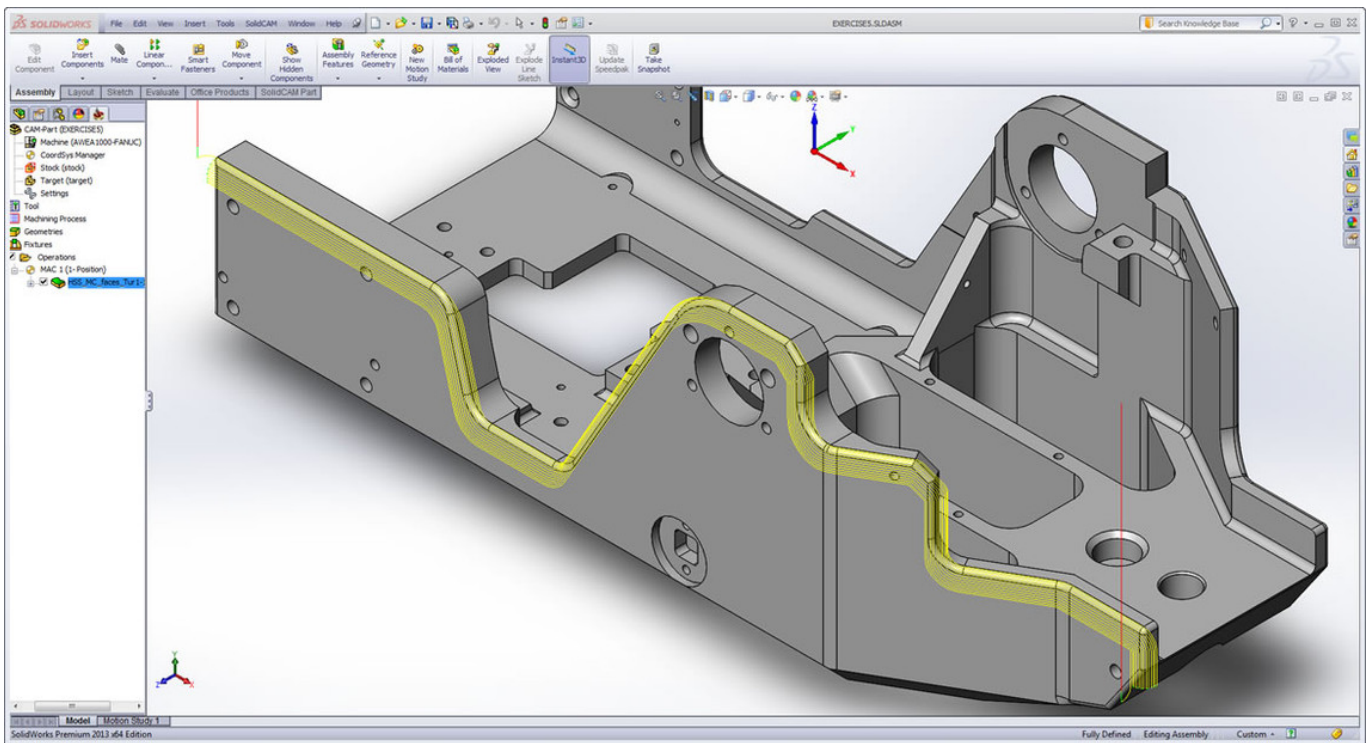 SOLIDWORKS File Edit View Insert Tools SolidCAM Window Help EXERCISE5.SLDASM Search Knowledge Base
Edit Component
Insert Components
Mate
Linear Compon...
Smart Fasteners
Move Component
Show Hidden Components
Assembly Features
Reference Geometry
New Motion Study
Bill of Materials
Exploded View
Explode Line Sketch
Instant3D
Update Speedpak
Take Snapshot
Assembly Layout Sketch Evaluate Office Products SolidCAM Part
CAM-Part (EXERCISE5)
Machine (AWEA1000-FANUC)
CoordSys Manager
Stock (stock)
Target (target)
Settings
Tool
Machining Process
Geometries
Fixtures
Operations
MAC 1 (1- Position)
HSS_MC_faces_Tur1-
Z
Y
X
Y
Z
X
Model Motion Study 1
SolidWorks Premium 2013 x64 Edition Fully Defined Editing Assembly Custom